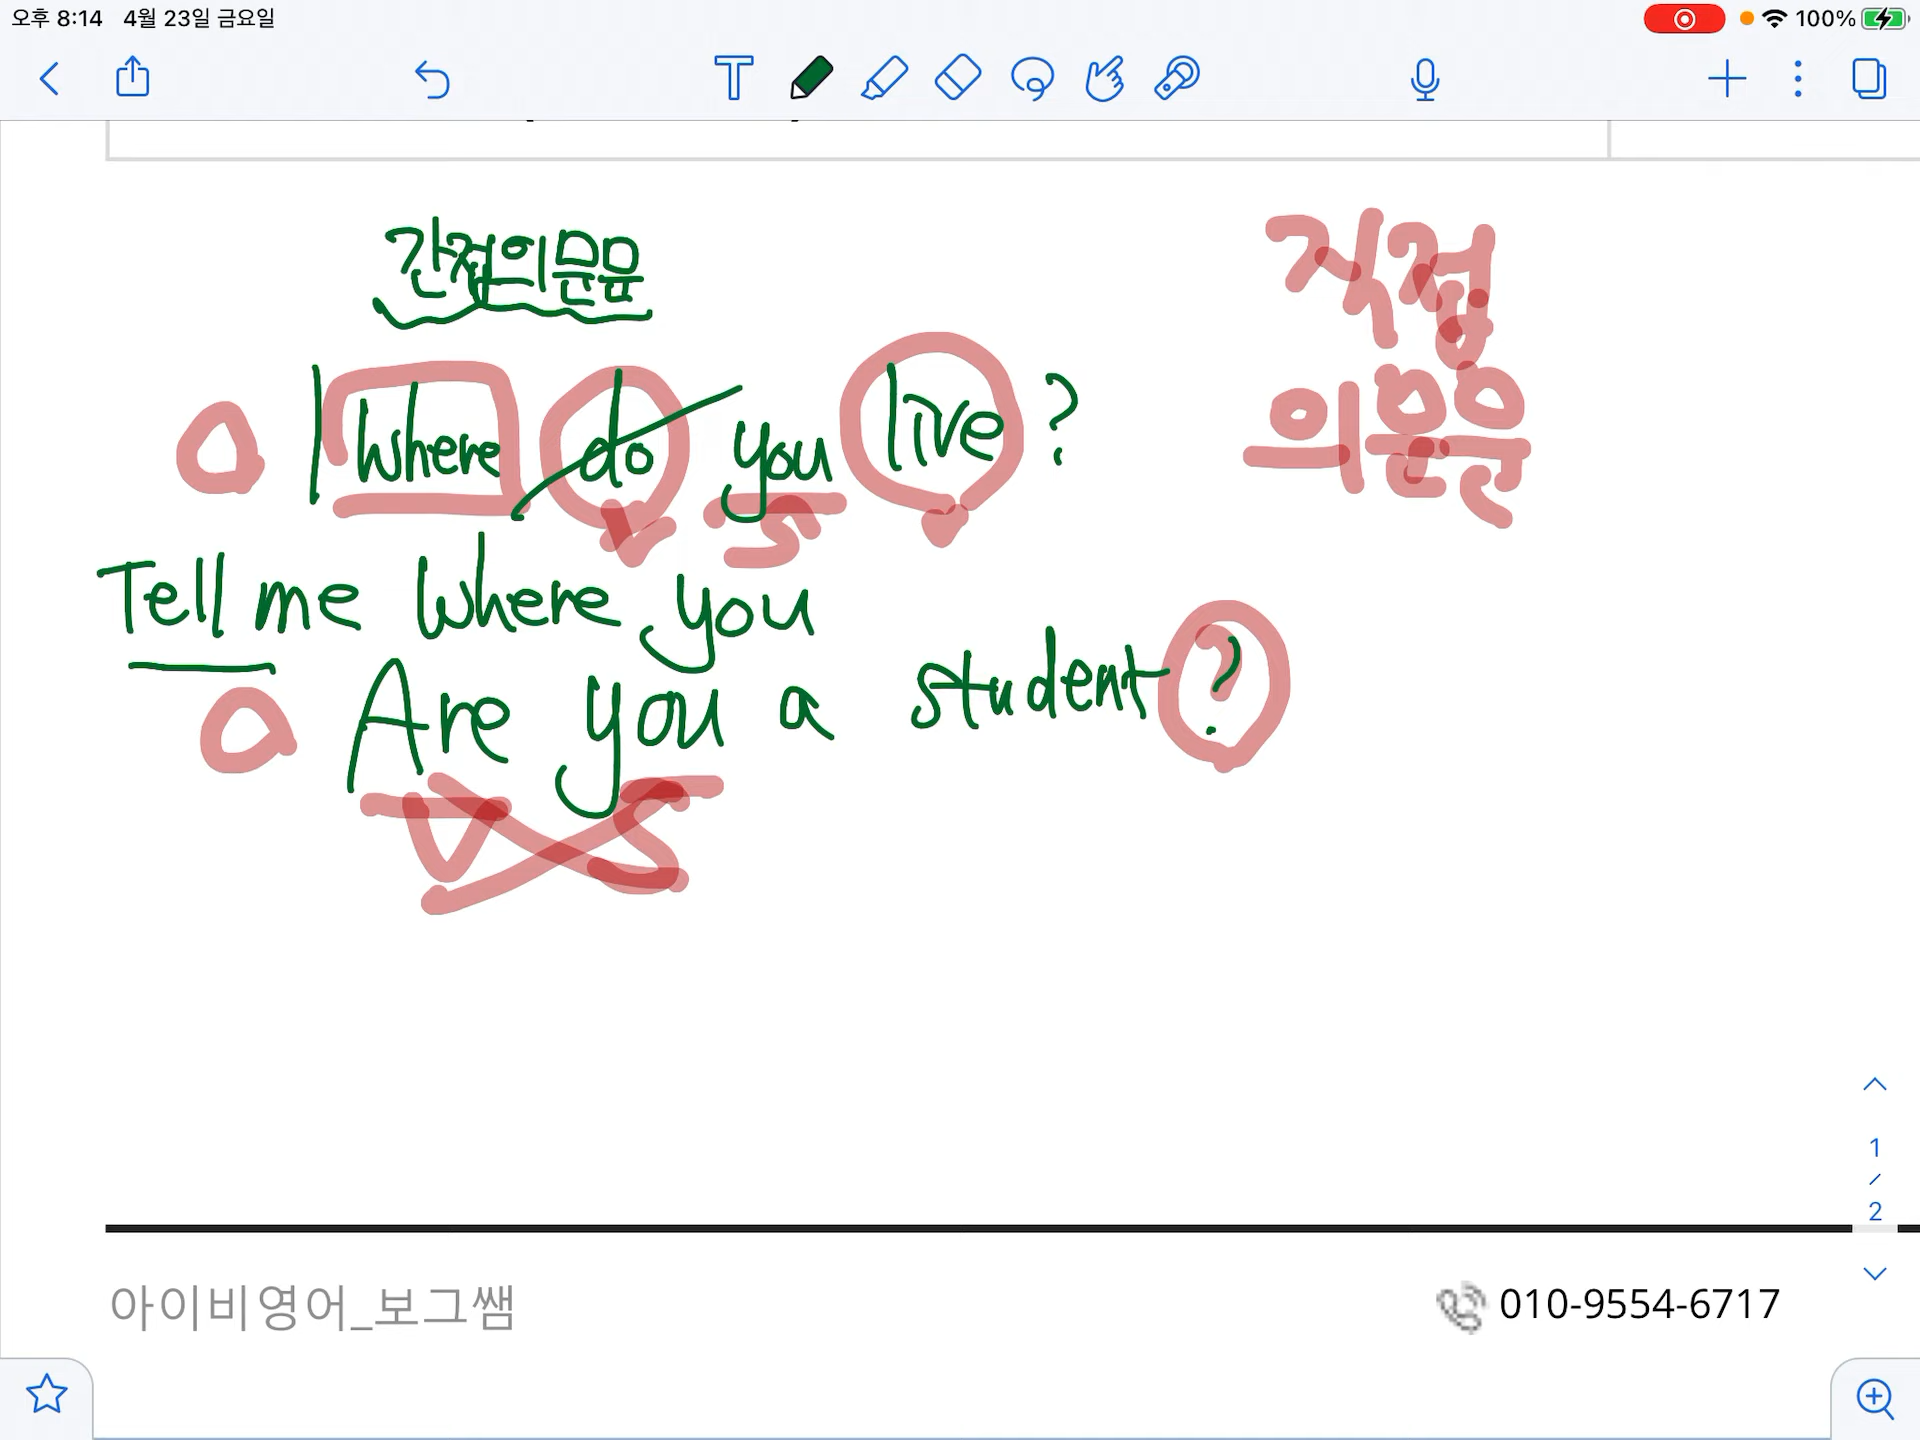 오후 8:14 4월 23일 금요일
100%
간접의문문
직접
의문문
Where do you live ?
V S
Tell me Where you
Are you a student ?
V S
1
/
2
아이비영어_보그쌤
010-9554-6717